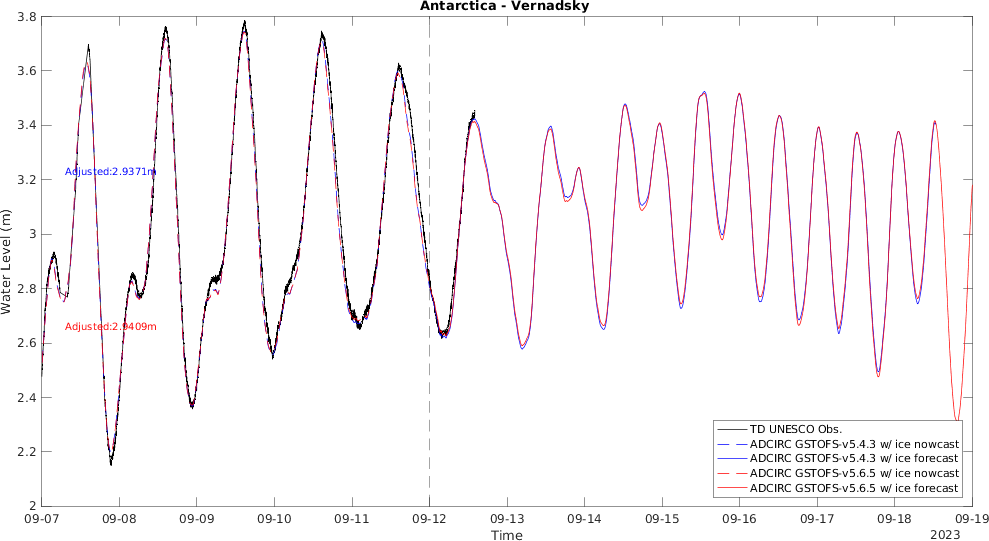 Antarctica - Vernadsky
Water Level (m)
3.8
3.6
3.4
3.2
3
2.8
2.6
2.4
2.2
2
Adjusted:2.9371m
Adjusted:2.9409m
TD UNESCO Obs.
ADCIRC GSTOFS-v5.4.3 w/ ice nowcast
ADCIRC GSTOFS-v5.4.3 w/ ice forecast
ADCIRC GSTOFS-v5.6.5 w/ ice nowcast
ADCIRC GSTOFS-v5.6.5 w/ ice forecast
09-07 09-08 09-09 09-10 09-11 09-12 09-13 09-14 09-15 09-16 09-17 09-18 09-19
Time
2023